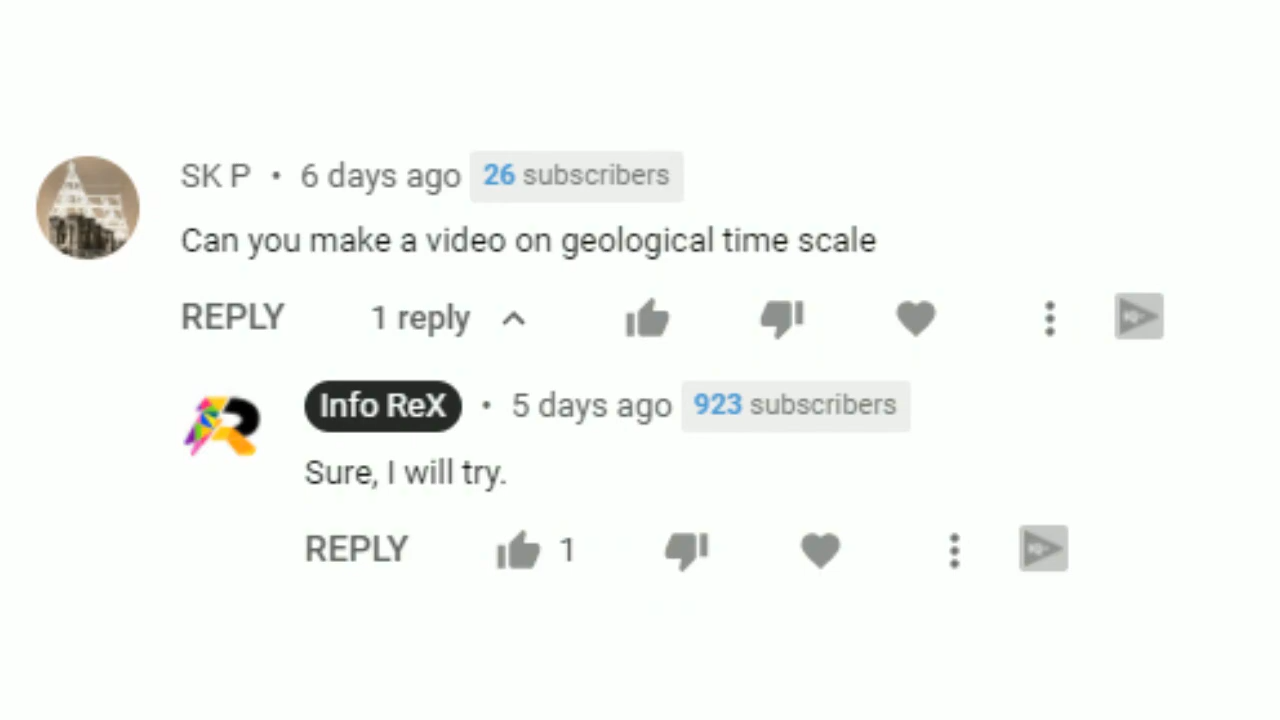 SK P • 6 days ago 26 subscribers
Can you make a video on geological time scale
REPLY 1 reply
Info ReX • 5 days ago 923 subscribers
Sure, I will try.
REPLY 1